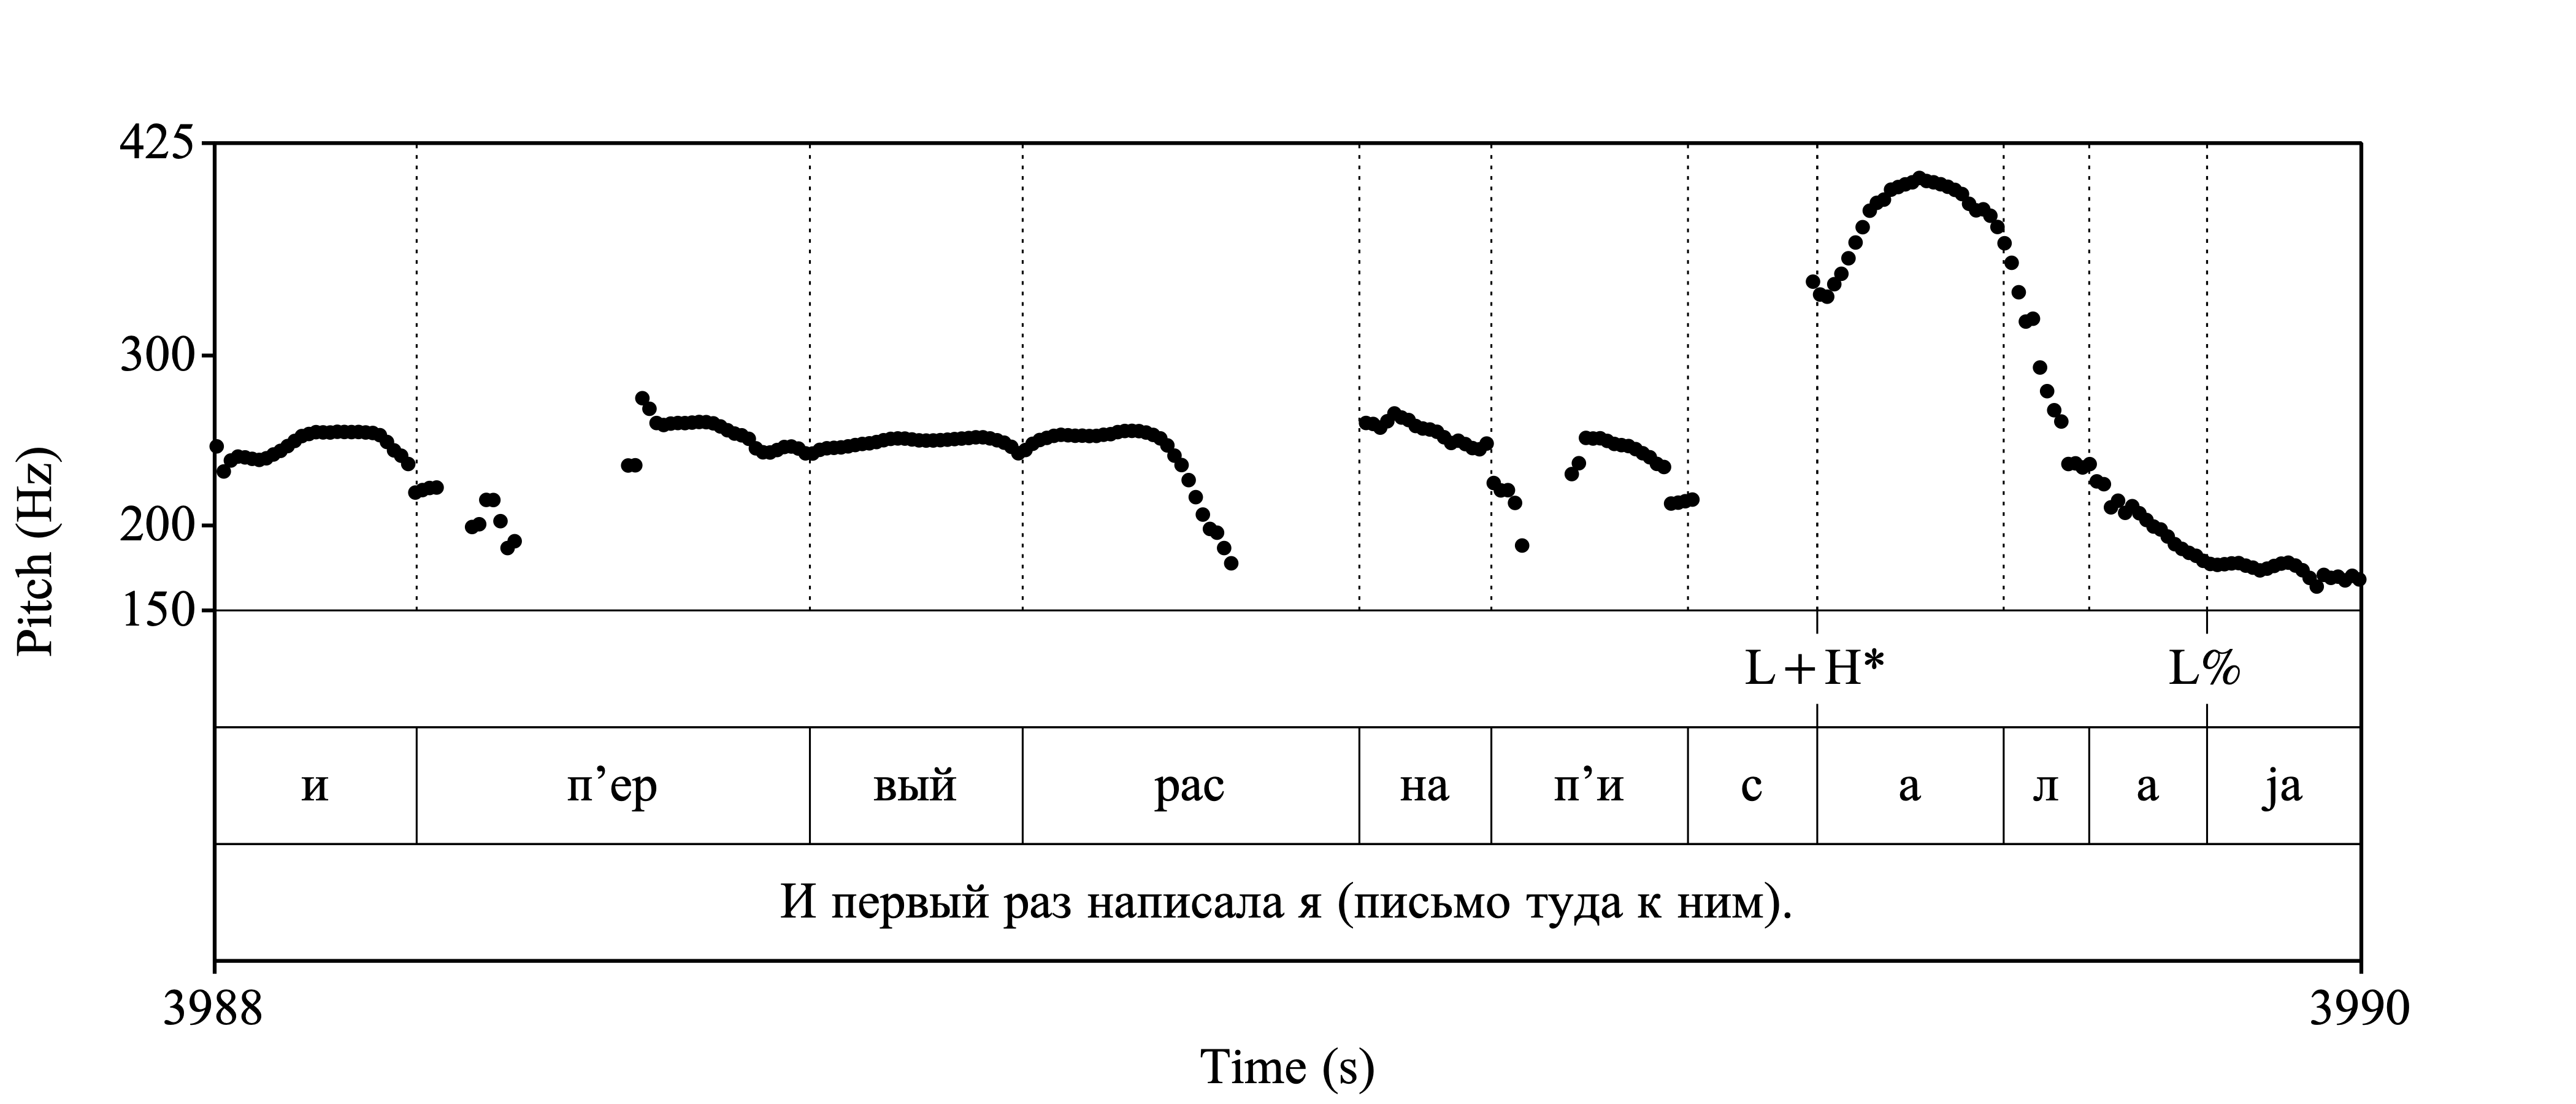 425
300
200
150
Pitch (Hz)
L+H* L%
и п’ер вый рас на п’и с а л а ја
И первый раз написала я (письмо туда к ним).
3988 3990
Time (s)